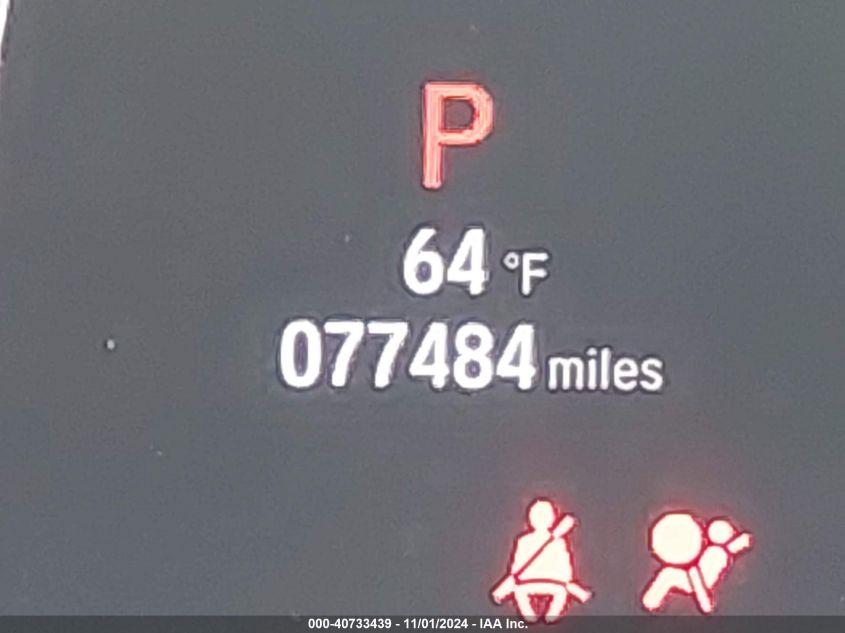 P
64 °F
077484 miles
000-40733439 - 11/01/2024 - IAA Inc.